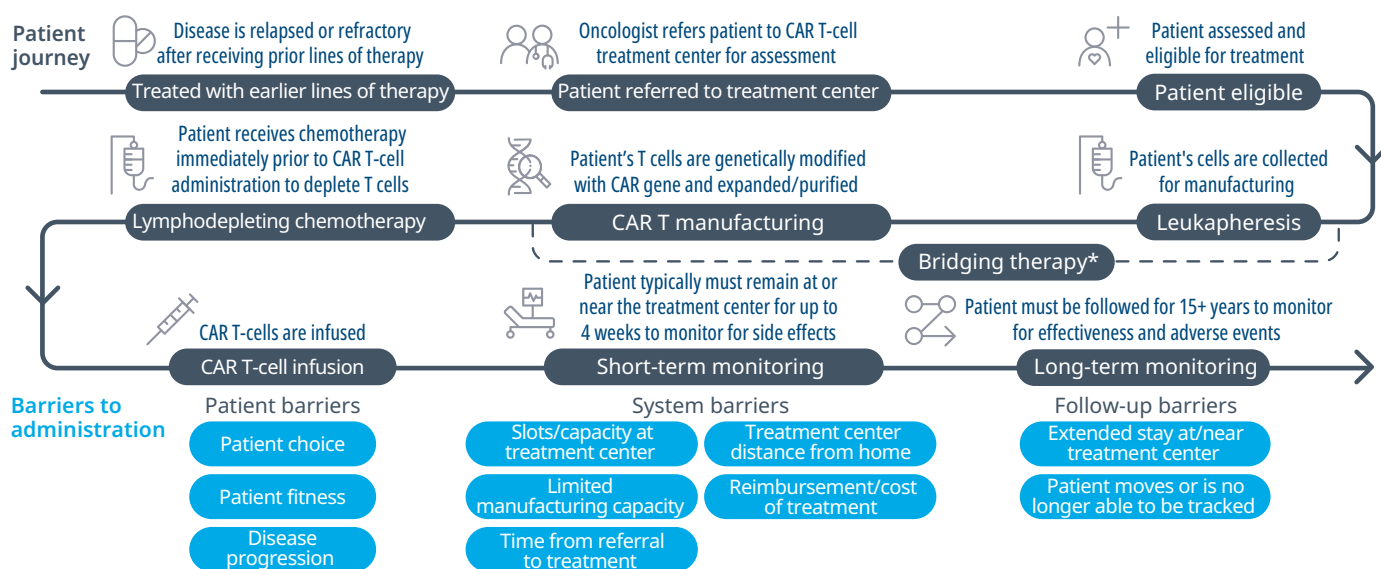 Patient
journey
Disease is relapsed or refractory
after receiving prior lines of therapy
Treated with earlier lines of therapy
Oncologist refers patient to CAR T-cell
treatment center for assessment
Patient referred to treatment center
Patient assessed and
eligible for treatment
Patient eligible
Patient's cells are collected
for manufacturing
Leukapheresis
Patient’s T cells are genetically modified
with CAR gene and expanded/purified
CAR T manufacturing
Bridging therapy*
Patient receives chemotherapy
immediately prior to CAR T-cell
administration to deplete T cells
Lymphodepleting chemotherapy
CAR T-cells are infused
CAR T-cell infusion
Patient typically must remain at or
near the treatment center for up to
4 weeks to monitor for side effects
Short-term monitoring
Patient must be followed for 15+ years to monitor
for effectiveness and adverse events
Long-term monitoring
Barriers to
administration
Patient barriers
Patient choice
Patient fitness
Disease
progression
System barriers
Slots/capacity at
treatment center
Treatment center
distance from home
Limited
manufacturing capacity
Reimbursement/cost
of treatment
Time from referral
to treatment
Follow-up barriers
Extended stay at/near
treatment center
Patient moves or is no
longer able to be tracked